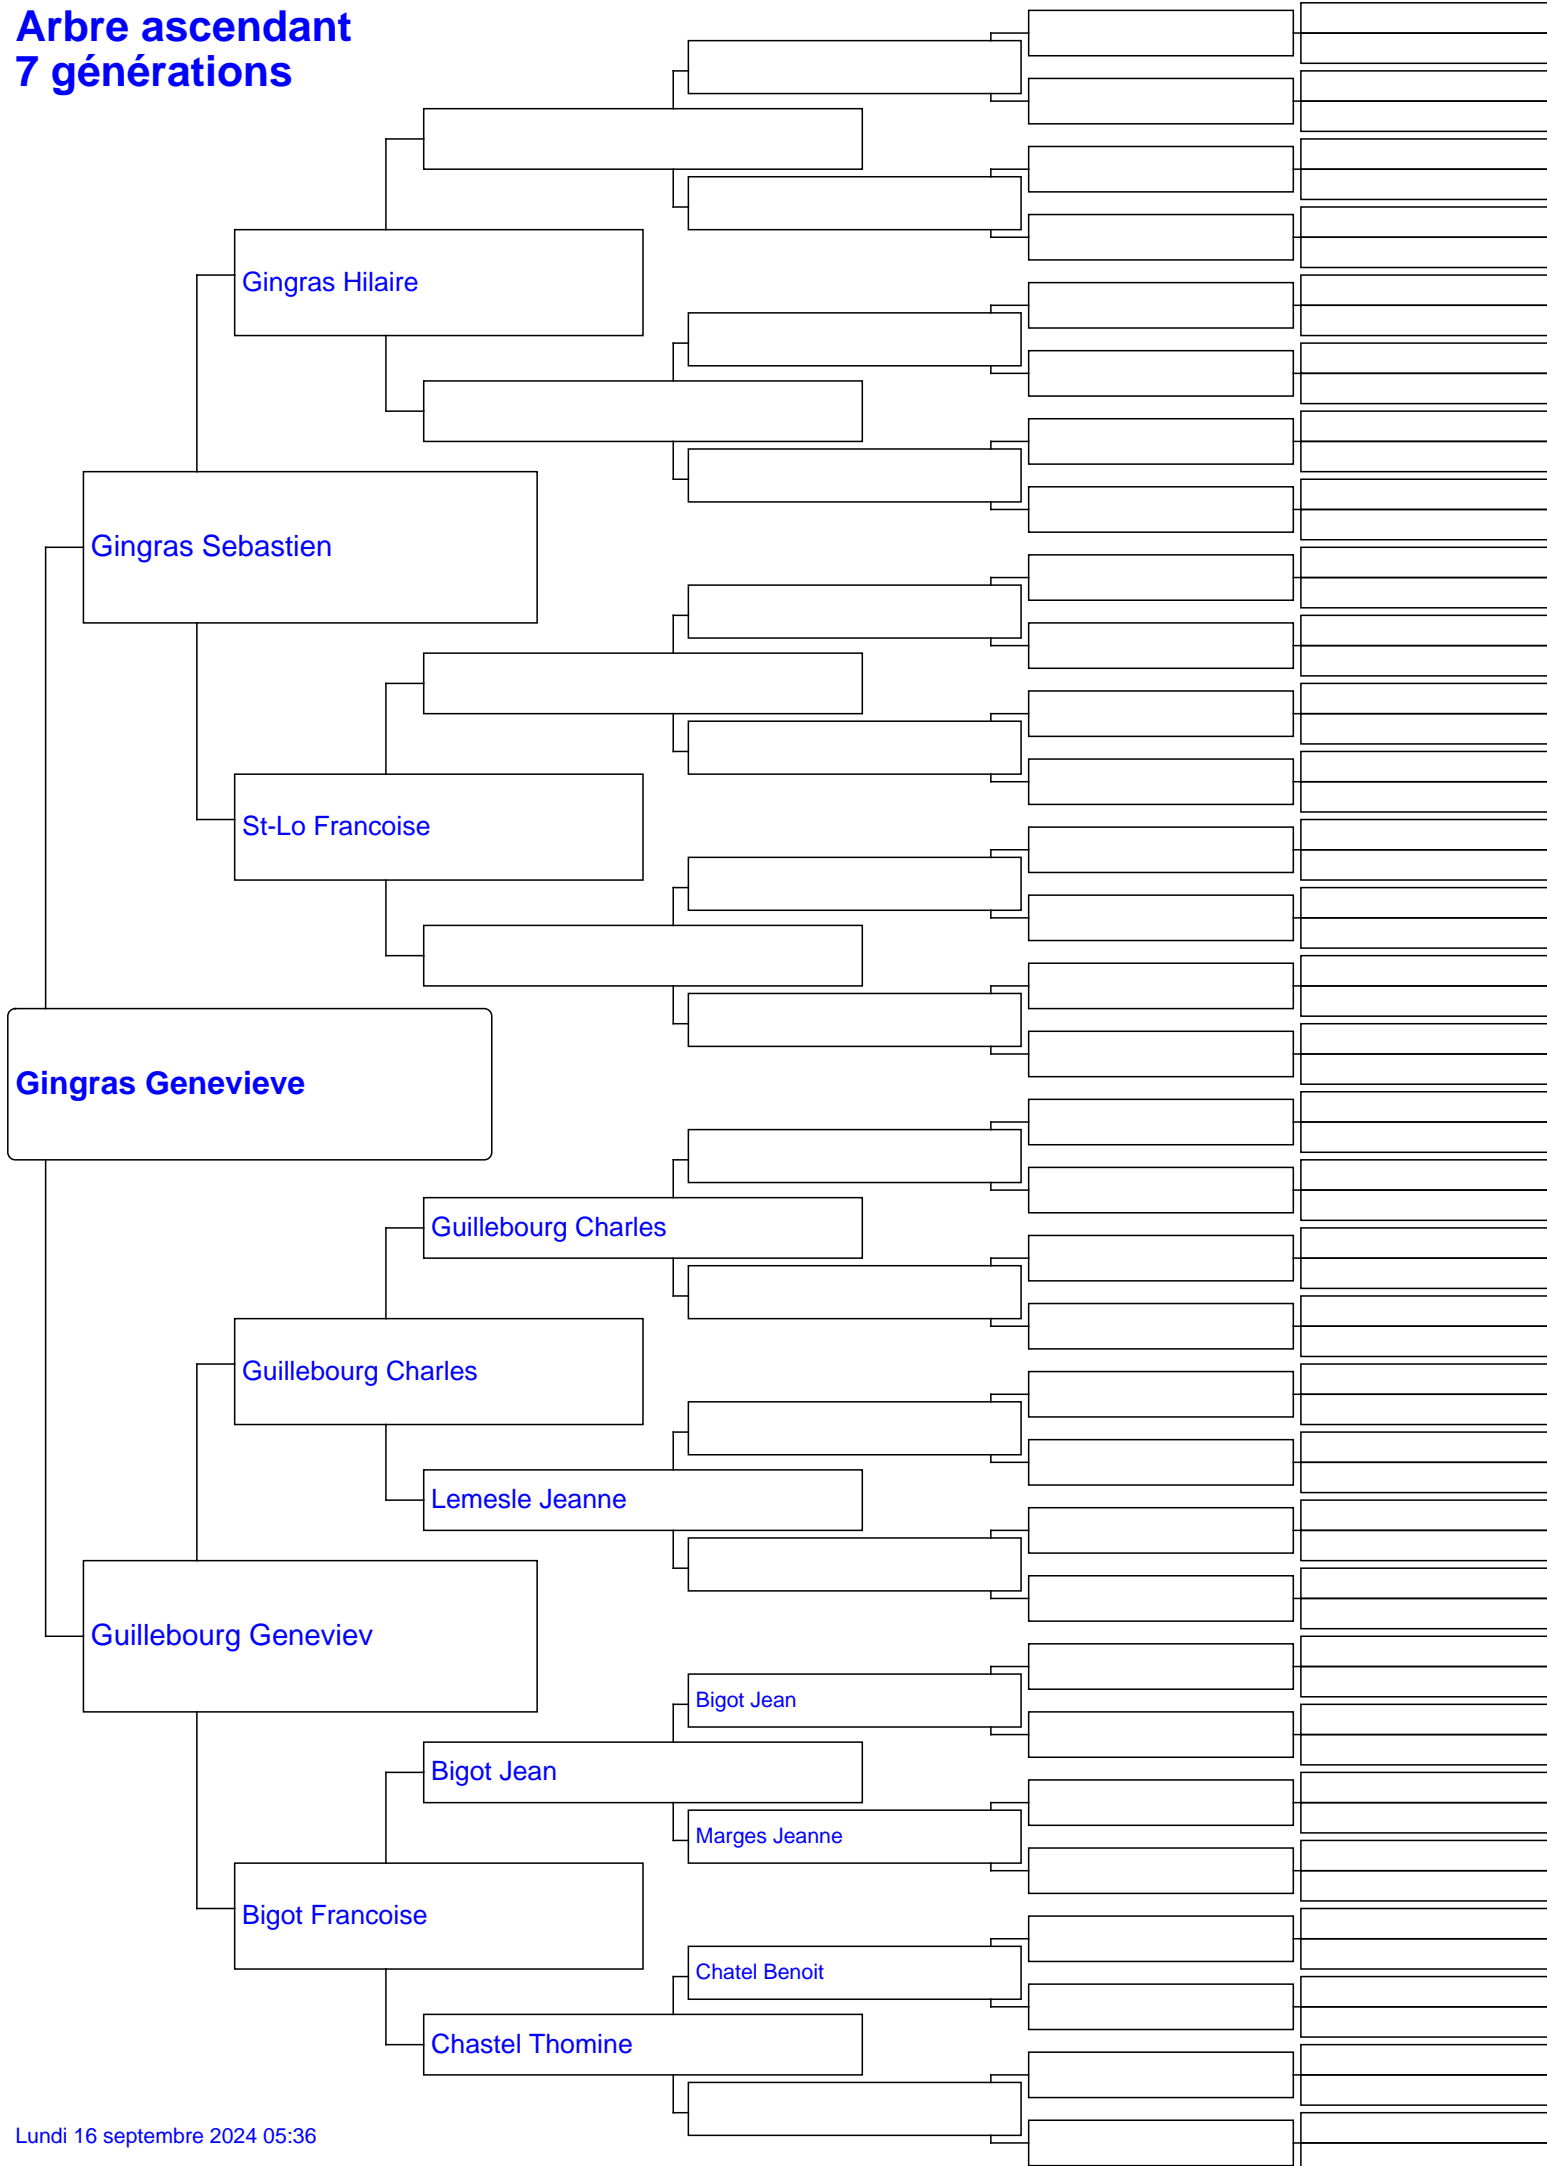 Arbre ascendant
7 générations
Gingras Hilaire
Gingras Sebastien
St-Lo Francoise
Gingras Genevieve
Guillebourg Charles
Guillebourg Charles
Lemesle Jeanne
Guillebourg Geneviev
Bigot Jean
Bigot Jean
Marges Jeanne
Bigot Francoise
Chatel Benoit
Chastel Thomine
Lundi 16 septembre 2024 05:36